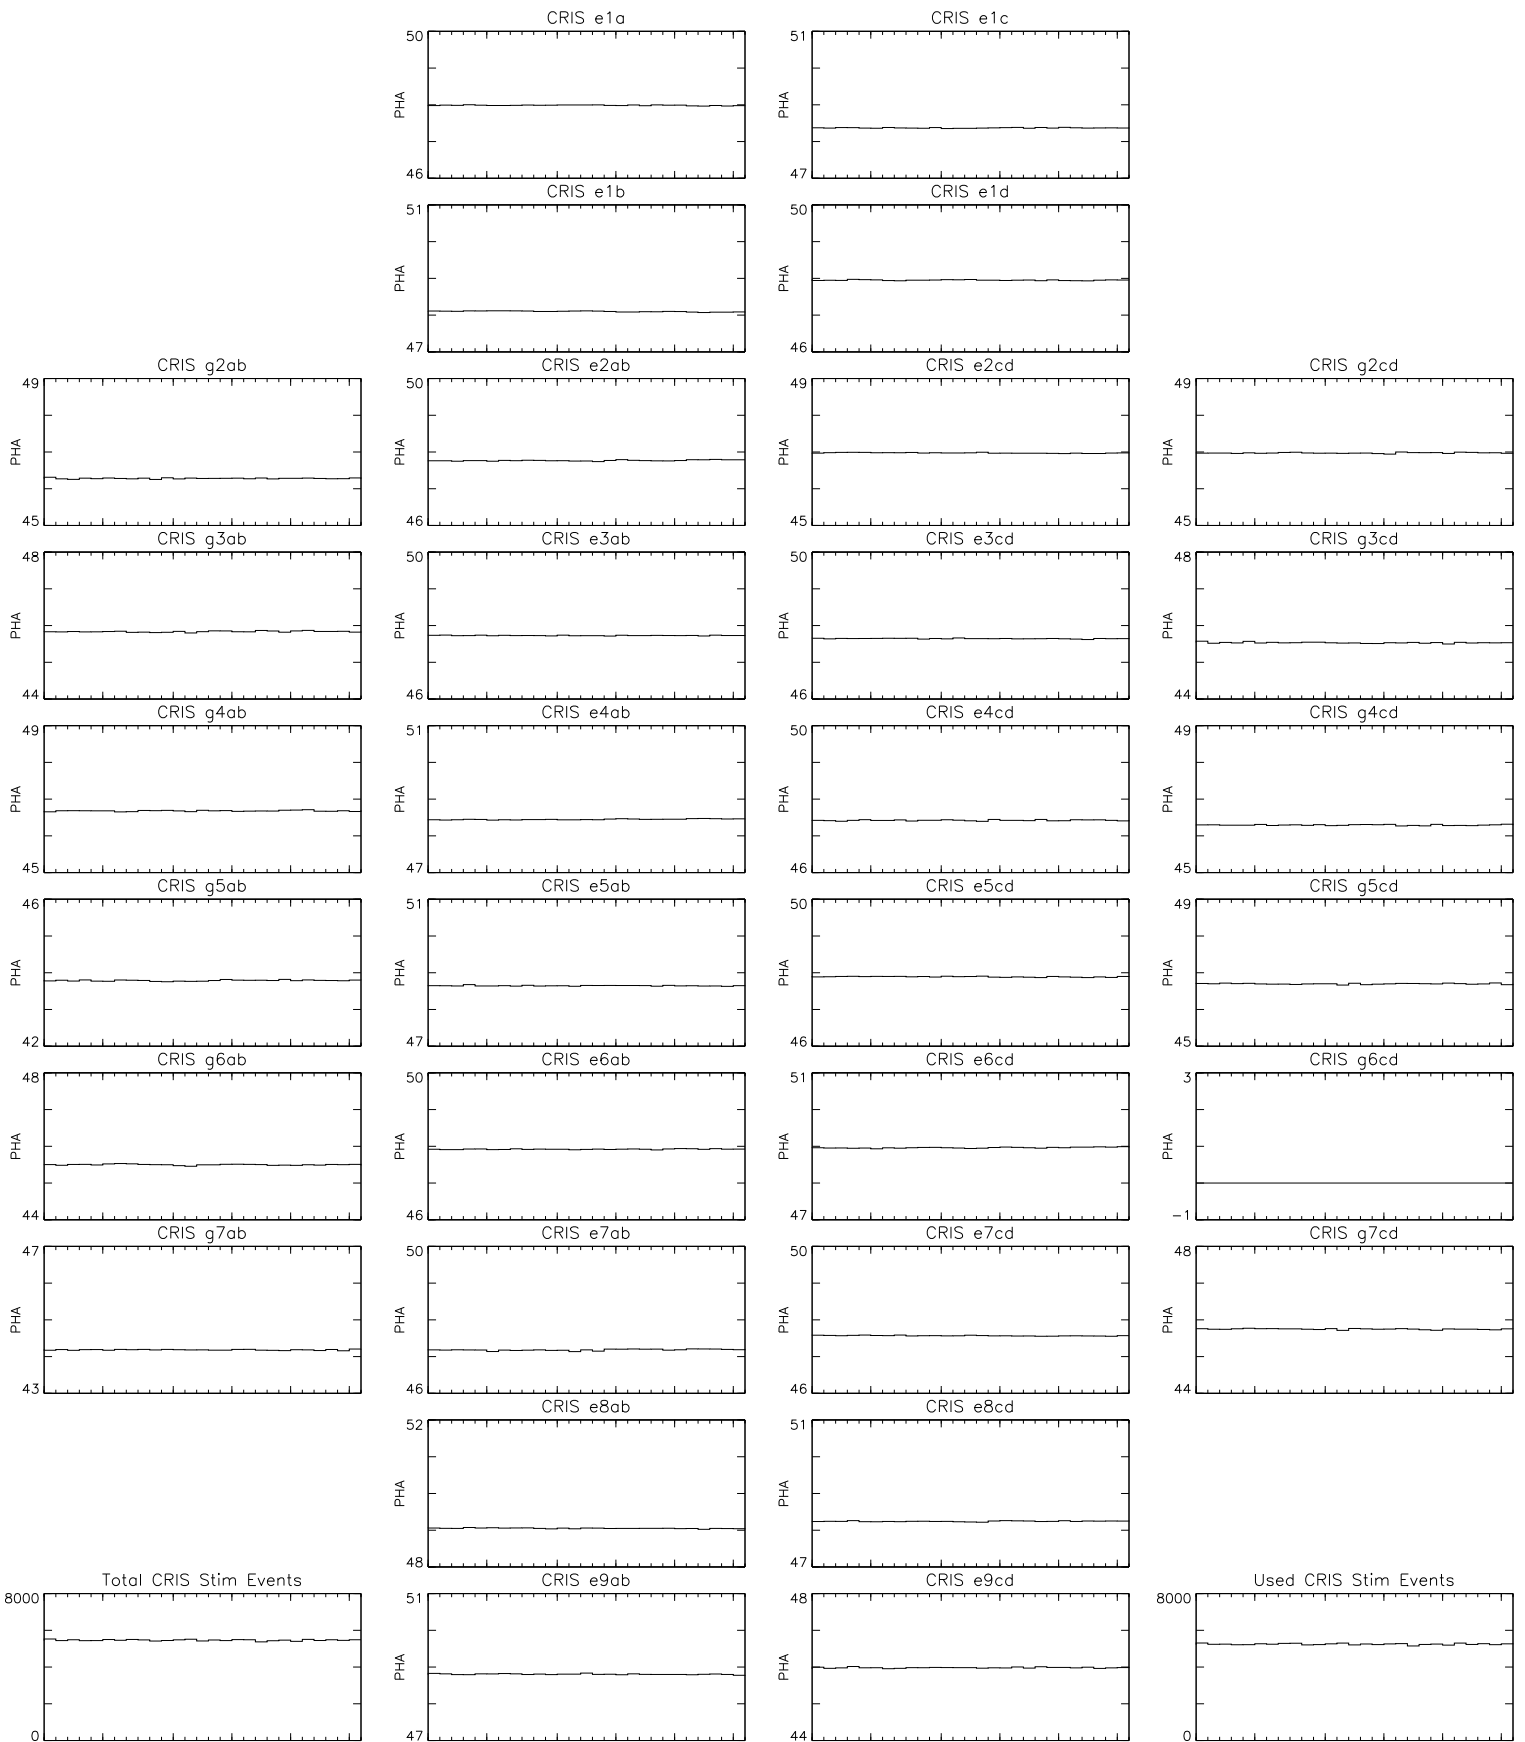 CRIS e1a
CRIS e1c
50
PHA
46
51
PHA
47
CRIS e1b
CRIS e1d
51
PHA
47
50
PHA
46
CRIS g2ab
CRIS e2ab
CRIS e2cd
CRIS g2cd
49
PHA
45
50
PHA
46
49
PHA
45
49
PHA
45
CRIS g3ab
CRIS e3ab
CRIS e3cd
CRIS g3cd
48
PHA
44
50
PHA
46
50
PHA
46
48
PHA
44
CRIS g4ab
CRIS e4ab
CRIS e4cd
CRIS g4cd
49
PHA
45
51
PHA
47
50
PHA
46
49
PHA
45
CRIS g5ab
CRIS e5ab
CRIS e5cd
CRIS g5cd
46
PHA
42
51
PHA
47
50
PHA
46
49
PHA
45
CRIS g6ab
CRIS e6ab
CRIS e6cd
CRIS g6cd
48
PHA
44
50
PHA
46
51
PHA
47
3
PHA
-1
CRIS g7ab
CRIS e7ab
CRIS e7cd
CRIS g7cd
47
PHA
43
50
PHA
46
50
PHA
46
48
PHA
44
CRIS e8ab
CRIS e8cd
52
PHA
48
51
PHA
47
Total CRIS Stim Events
CRIS e9ab
CRIS e9cd
Used CRIS Stim Events
8000
0
51
PHA
47
48
PHA
44
8000
0